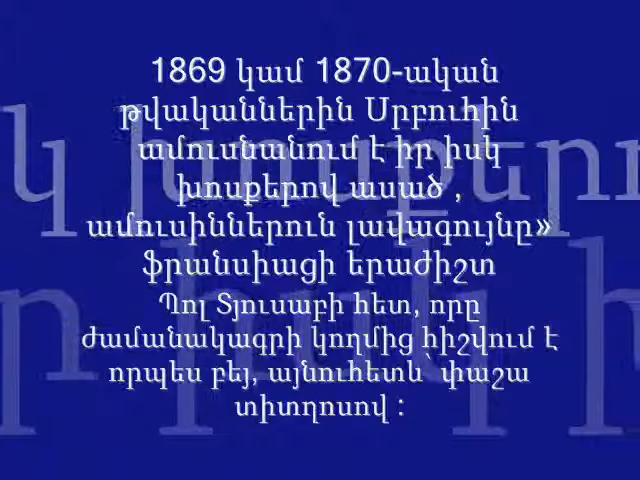 1869 կամ 1870-ական
թվականներին Սրբուհին
ամուսնանում է իր իսկ
խոսքերով ասած ,
ամուսիններուն լավագույնը»
ֆրանսիացի երաժիշտ
Պոլ Տյուսաբի հետ, որը
ժամանակագրի կողմից հիշվում է
որպես բեյ, այնուհետև՝ փաշա
տիտղոսով :